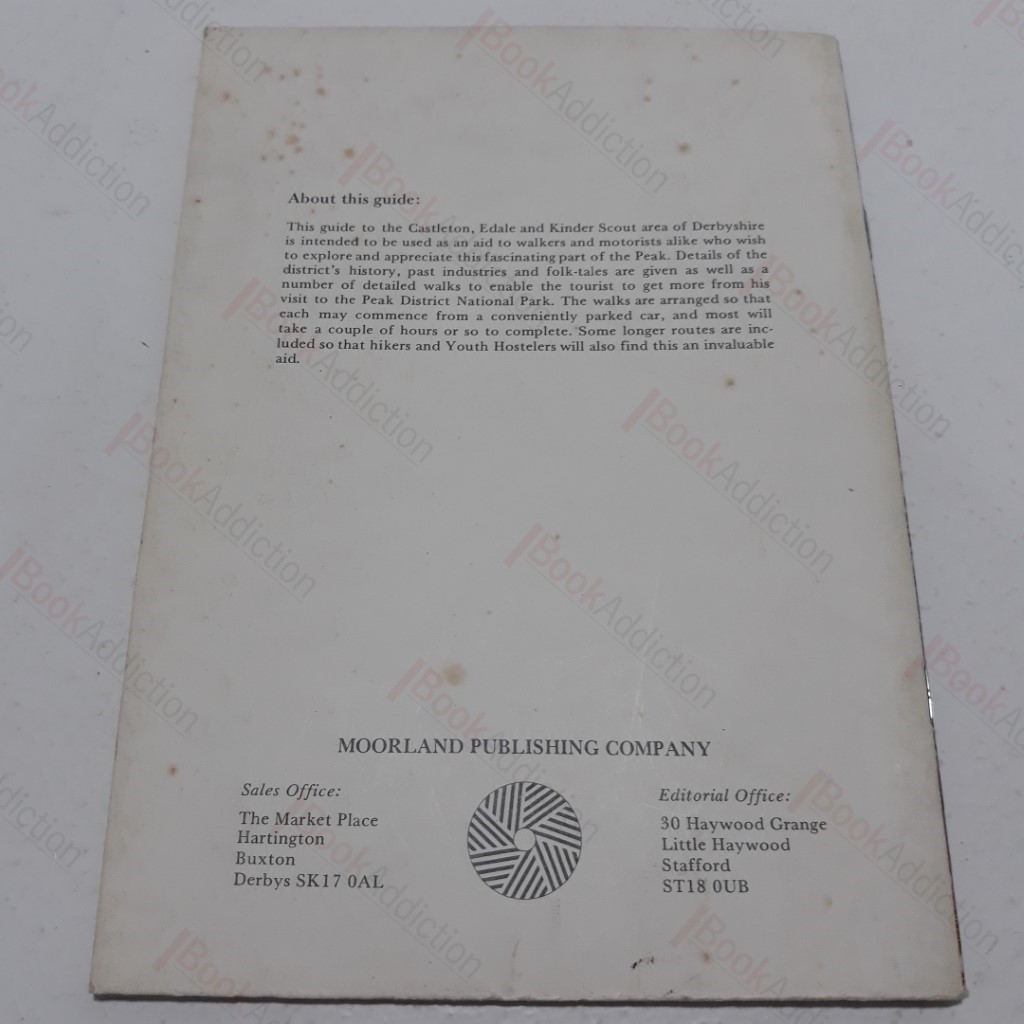 About this guide:
This guide to the Castleton, Edale and Kinder Scout area of Derbyshire
is intended to be used as an aid to walkers and motorists alike who wish
to explore and appreciate this fascinating part of the Peak. Details of the
district's history, past industries and folk-tales are given as well as a
number of detailed walks to enable the tourist to get more from his
visit to the Peak District National Park. The walks are arranged so that
each may commence from a conveniently parked car, and most will
take a couple of hours or so to complete. Some longer routes are inc-
luded so that hikers and Youth Hostelers will also find this an invaluable
aid.
MOORLAND PUBLISHING COMPANY
Sales Office:
The Market Place
Hartington
Buxton
Derbys SK17 0AL
Editorial Office:
30 Haywood Grange
Little Haywood
Stafford
ST18 0UB
BookAddiction